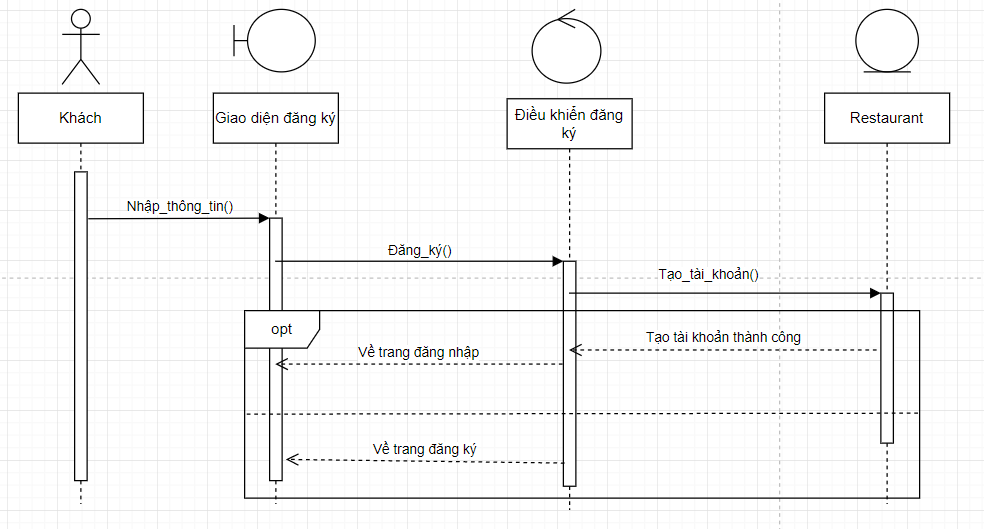 Khách
Giao diện đăng ký
Điều khiển đăng
ký
Restaurant
Nhập_thông_tin()
Đăng_ký()
Tạo_tài_khoản()
opt
Tạo tài khoản thành công
Về trang đăng nhập
Về trang đăng ký